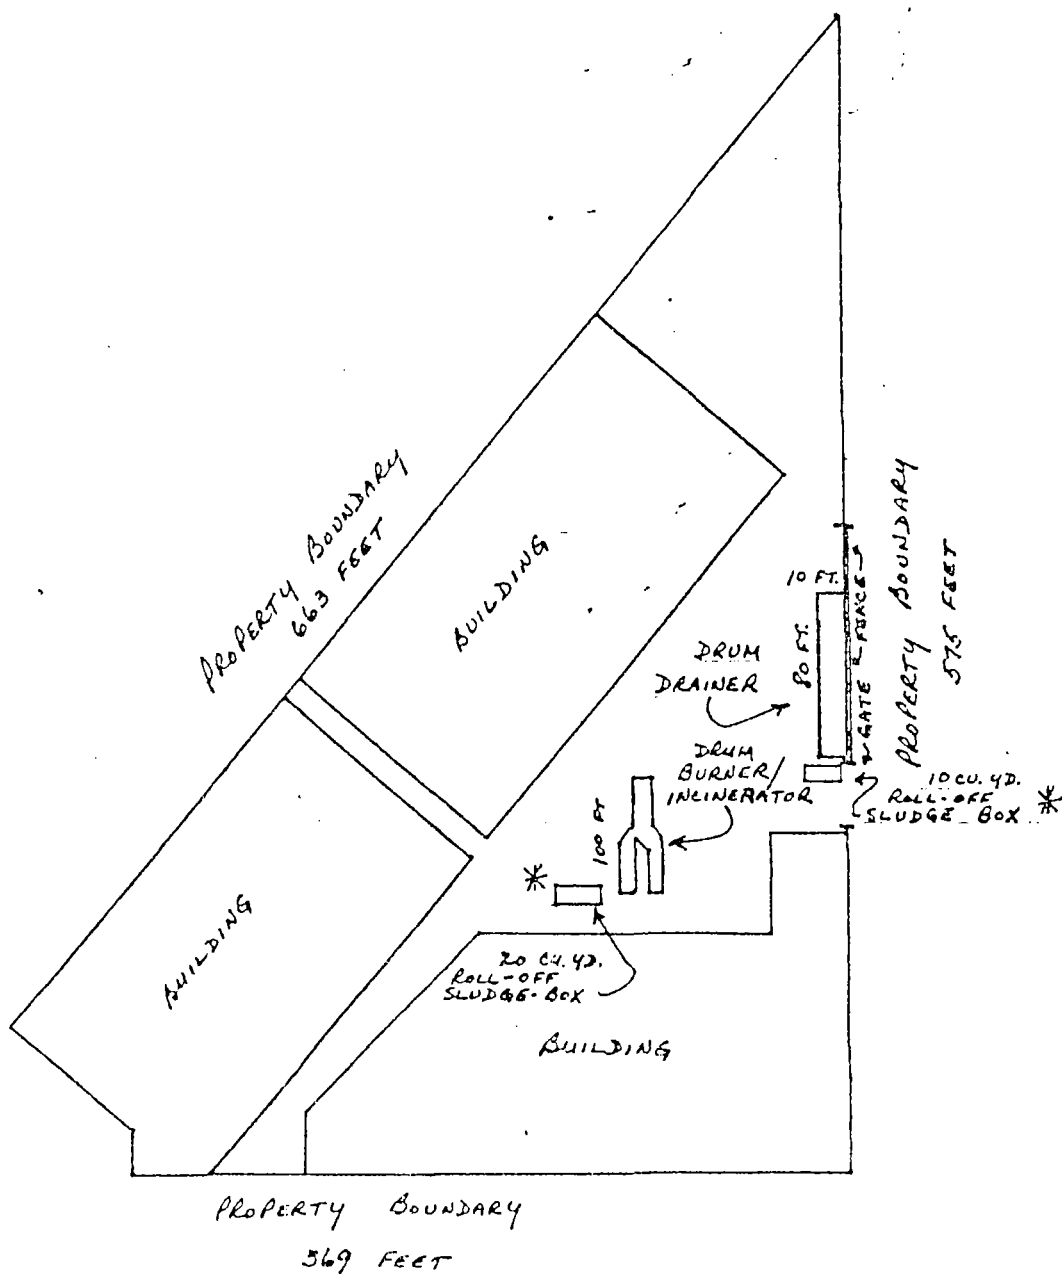 PROPERTY BOUNDARY
663 FEET
BUILDING
10 FT.
80 FT.
GATE & FENCE
PROPERTY BOUNDARY
575 FEET
DRUM
DRAINER
DRUM
BURNER/
INCINERATOR
100 FT
10 CU. YD.
ROLL-OFF
SLUDGE BOX *
*
20 CU. YD.
ROLL-OFF
SLUDGE-BOX
BUILDING
BUILDING
PROPERTY BOUNDARY
369 FEET